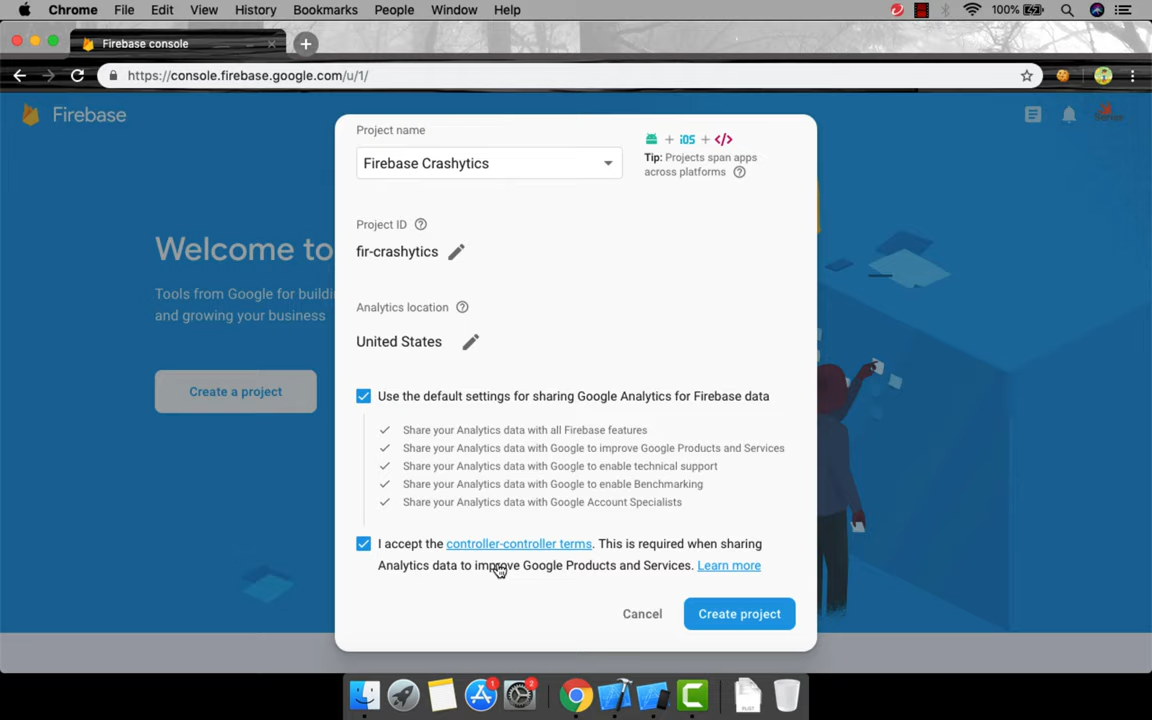 Chrome File Edit View History Bookmarks People Window Help 100%
Firebase console
https://console.firebase.google.com/u/1/
Firebase
Project name
Firebase Crashytics
+ iOS + </>
Tip: Projects span apps
across platforms
Project ID
fir-crashytics
Welcome to
Tools from Google for buildi
and growing your business
Analytics location
United States
Create a project
Use the default settings for sharing Google Analytics for Firebase data
Share your Analytics data with all Firebase features
Share your Analytics data with Google to improve Google Products and Services
Share your Analytics data with Google to enable technical support
Share your Analytics data with Google to enable Benchmarking
Share your Analytics data with Google Account Specialists
I accept the controller-controller terms. This is required when sharing
Analytics data to improve Google Products and Services. Learn more
Cancel Create project
1 2